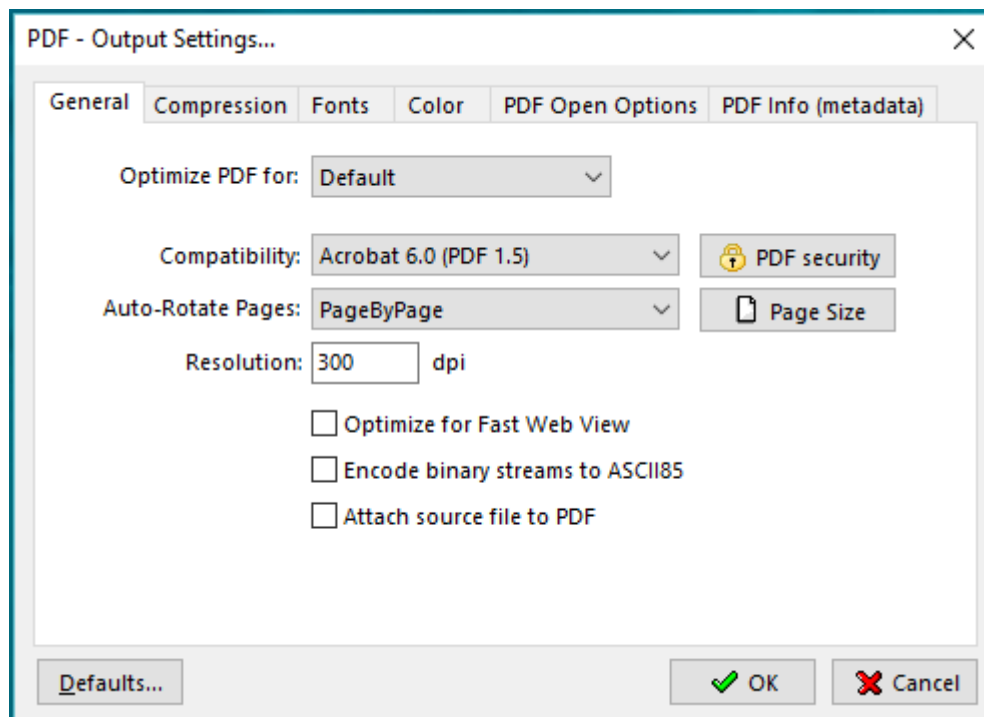 PDF - Output Settings...
General Compression Fonts Color PDF Open Options PDF Info (metadata)
Optimize PDF for: Default
Compatibility: Acrobat 6.0 (PDF 1.5) PDF security
Auto-Rotate Pages: PageByPage Page Size
Resolution: 300 dpi
Optimize for Fast Web View
Encode binary streams to ASCII85
Attach source file to PDF
Defaults... OK Cancel